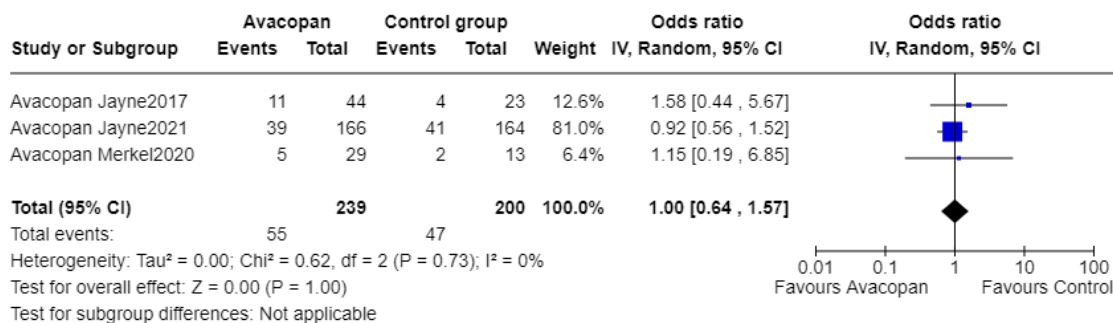 Avacopan Control group Odds ratio Odds ratio
Study or Subgroup Events Total Events Total Weight IV, Random, 95% CI IV, Random, 95% CI
Avacopan Jayne2017 11 44 4 23 12.6% 1.58 [0.44 , 5.67]
Avacopan Jayne2021 39 166 41 164 81.0% 0.92 [0.56 , 1.52]
Avacopan Merkel2020 5 29 2 13 6.4% 1.15 [0.19 , 6.85]
Total (95% CI) 239 200 100.0% 1.00 [0.64 , 1.57]
Total events: 55 47
Heterogeneity: Tau² = 0.00; Chi² = 0.62, df = 2 (P = 0.73); I² = 0%
Test for overall effect: Z = 0.00 (P = 1.00)
Test for subgroup differences: Not applicable
0.01 0.1 1 10 100
Favours Avacopan Favours Control